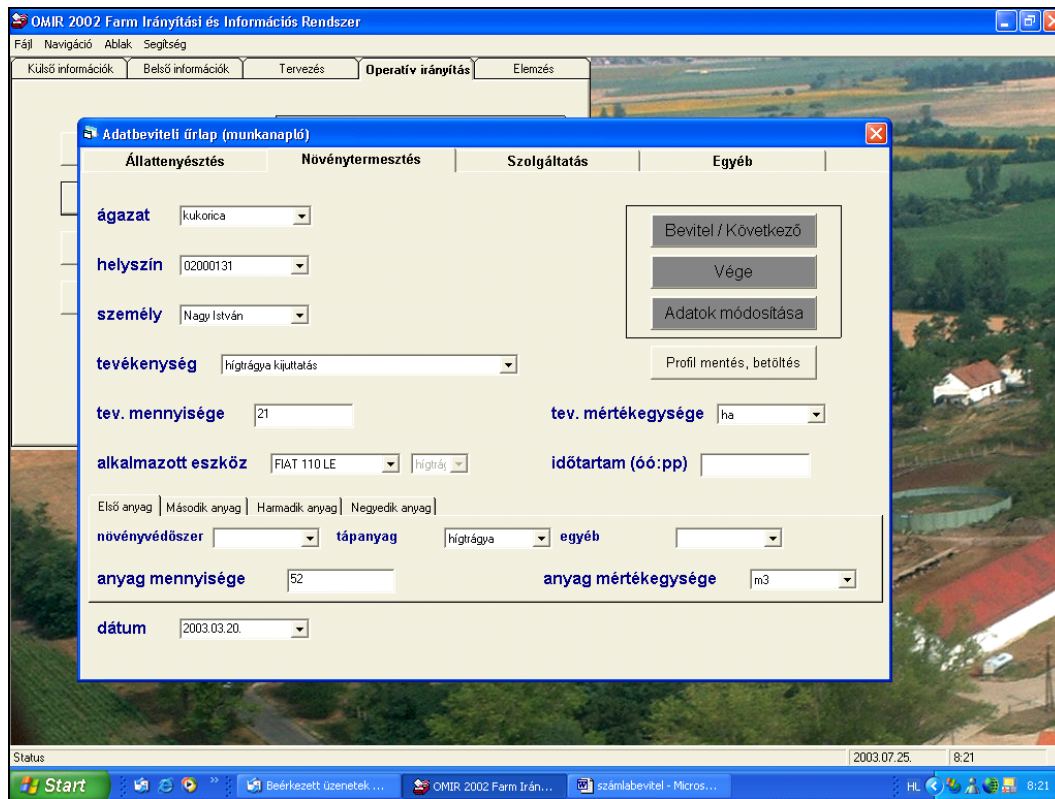 OMIR 2002 Farm Irányítási és Információs Rendszer
Fájl Navigáció Ablak Segítség
Külső információk Belső információk Tervezés Operatív irányítás Elemzés
Adatbeviteli űrlap (munkanapló)
Állattenyésztés Növénytermesztés Szolgáltatás Egyéb
ágazat kukorica
Bevitel / Következő
helyszín 02000131
Vége
személy Nagy István
Adatok módosítása
tevékenység hígtrágya kijuttatás
Profil mentés, betöltés
tev. mennyisége 21 tev. mértékegysége ha
alkalmazott eszköz FIAT 110 LE hígtrág időtartam (óó:pp)
Első anyag Második anyag Harmadik anyag Negyedik anyag
növényvédőszer tápanyag hígtrágya egyéb
anyag mennyisége 52 anyag mértékegysége m3
dátum 2003.03.20.
Status 2003.07.25. 8:21
Start Beérkezett üzenetek ... OMIR 2002 Farm Irán... számlabevitel - Micros... HL 8:21